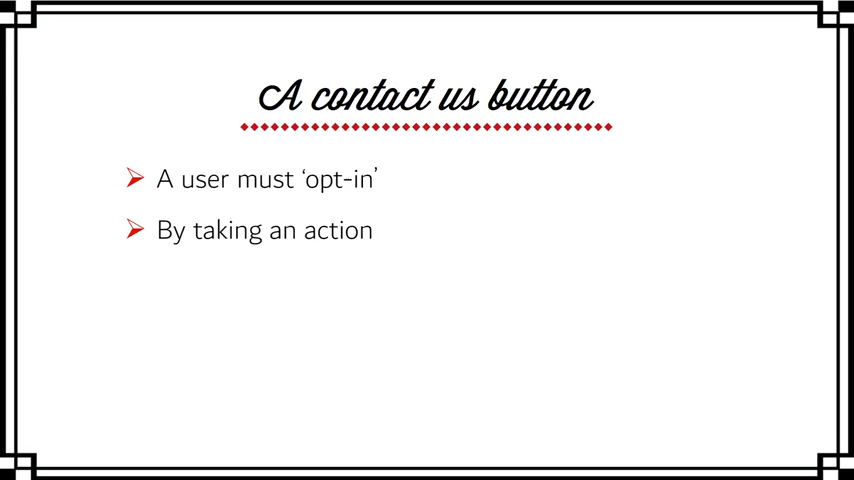 A contact us button
A user must ‘opt-in’
By taking an action